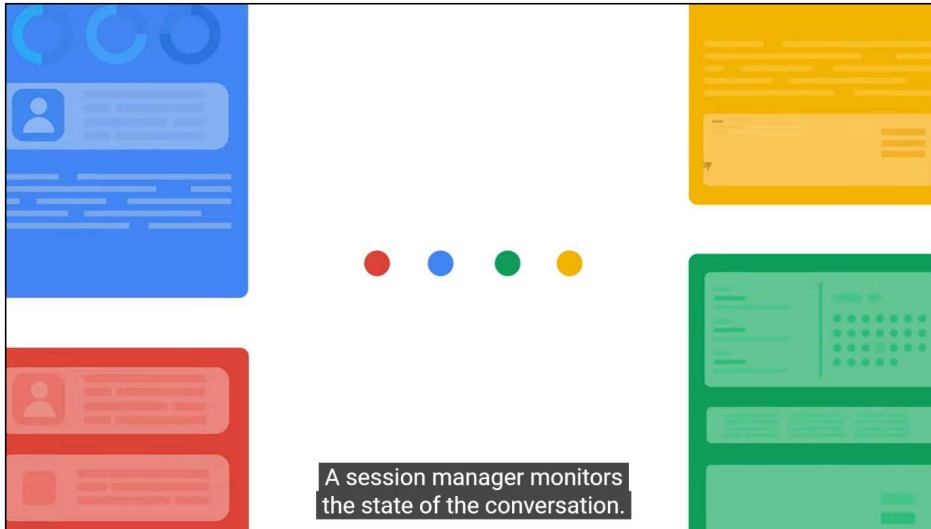 A session manager monitors
the state of the conversation.